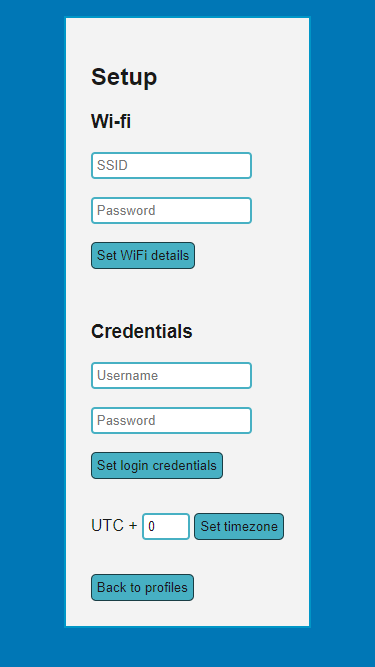 Setup
Wi-fi
SSID
Password
Set WiFi details
Credentials
Username
Password
Set login credentials
UTC + 0 Set timezone
Back to profiles